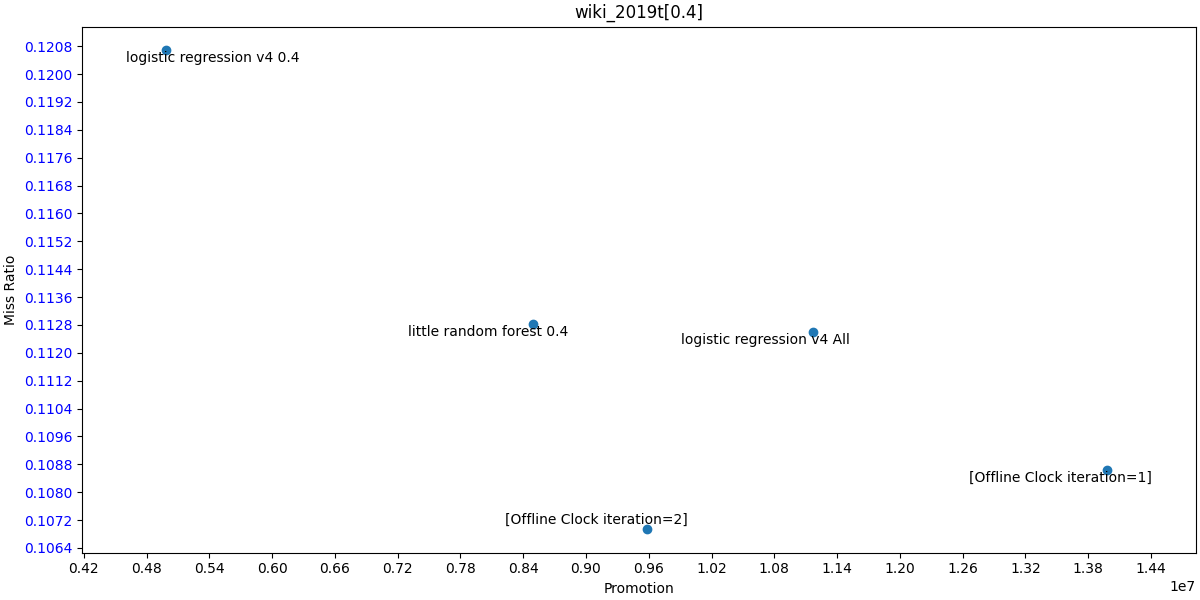 wiki_2019t[0.4]
0.1208
0.1200
0.1192
0.1184
0.1176
0.1168
0.1160
0.1152
0.1144
0.1136
0.1128
0.1120
0.1112
0.1104
0.1096
0.1088
0.1080
0.1072
0.1064
Miss Ratio
logistic regression v4 0.4
little random forest 0.4
logistic regression v4 All
[Offline Clock iteration=1]
[Offline Clock iteration=2]
0.42 0.48 0.54 0.60 0.66 0.72 0.78 0.84 0.90 0.96 1.02 1.08 1.14 1.20 1.26 1.32 1.38 1.44
1e7
Promotion